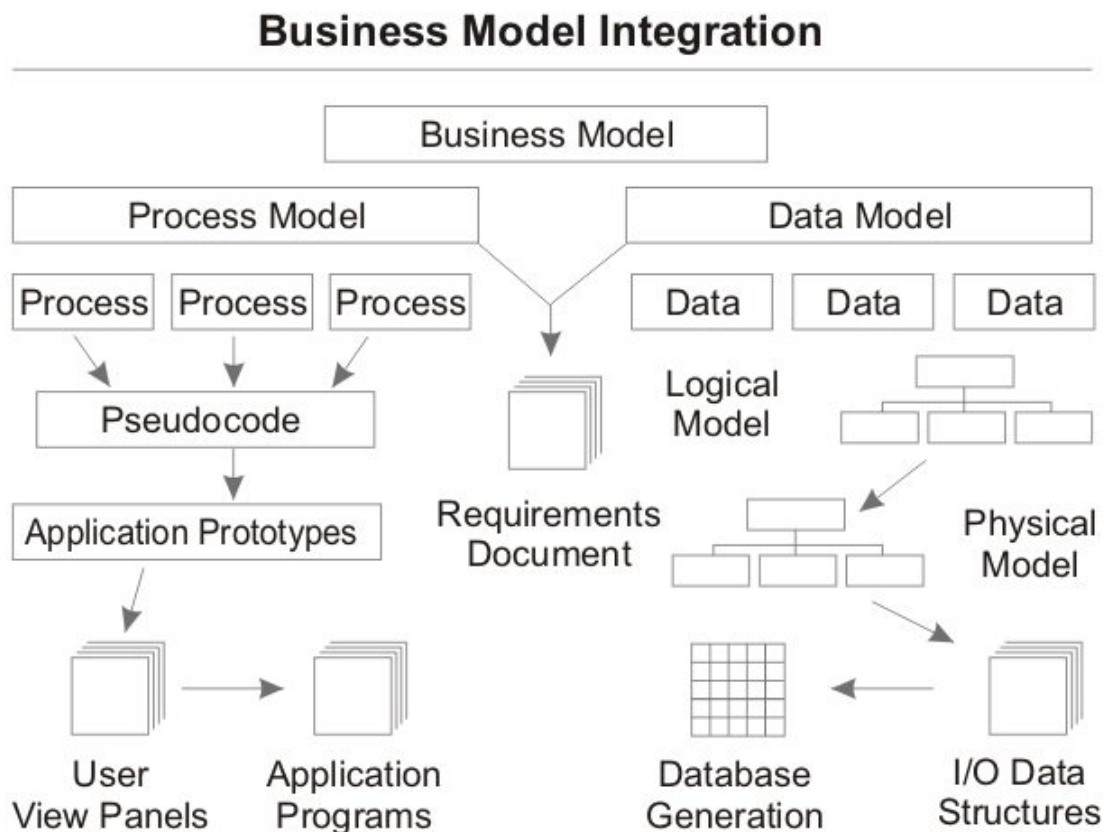 Business Model Integration
Business Model
Process Model
Data Model
Process
Process
Process
Data
Data
Data
Pseudocode
Logical
Model
Application Prototypes
Requirements
Document
Physical
Model
User
View Panels
Application
Programs
Database
Generation
I/O Data
Structures